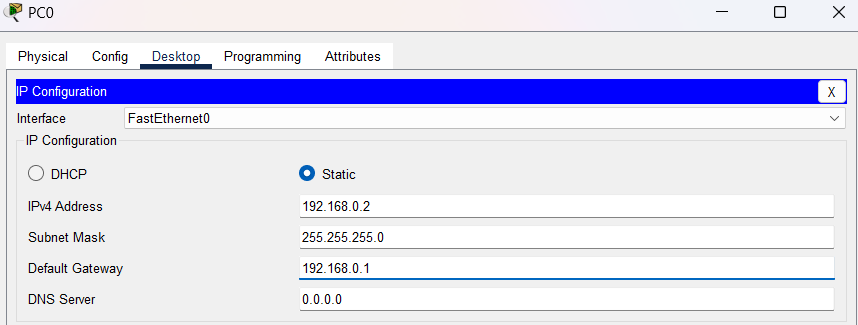 PC0
Physical Config Desktop Programming Attributes
IP Configuration X
Interface FastEthernet0
IP Configuration
DHCP Static
IPv4 Address 192.168.0.2
Subnet Mask 255.255.255.0
Default Gateway 192.168.0.1
DNS Server 0.0.0.0